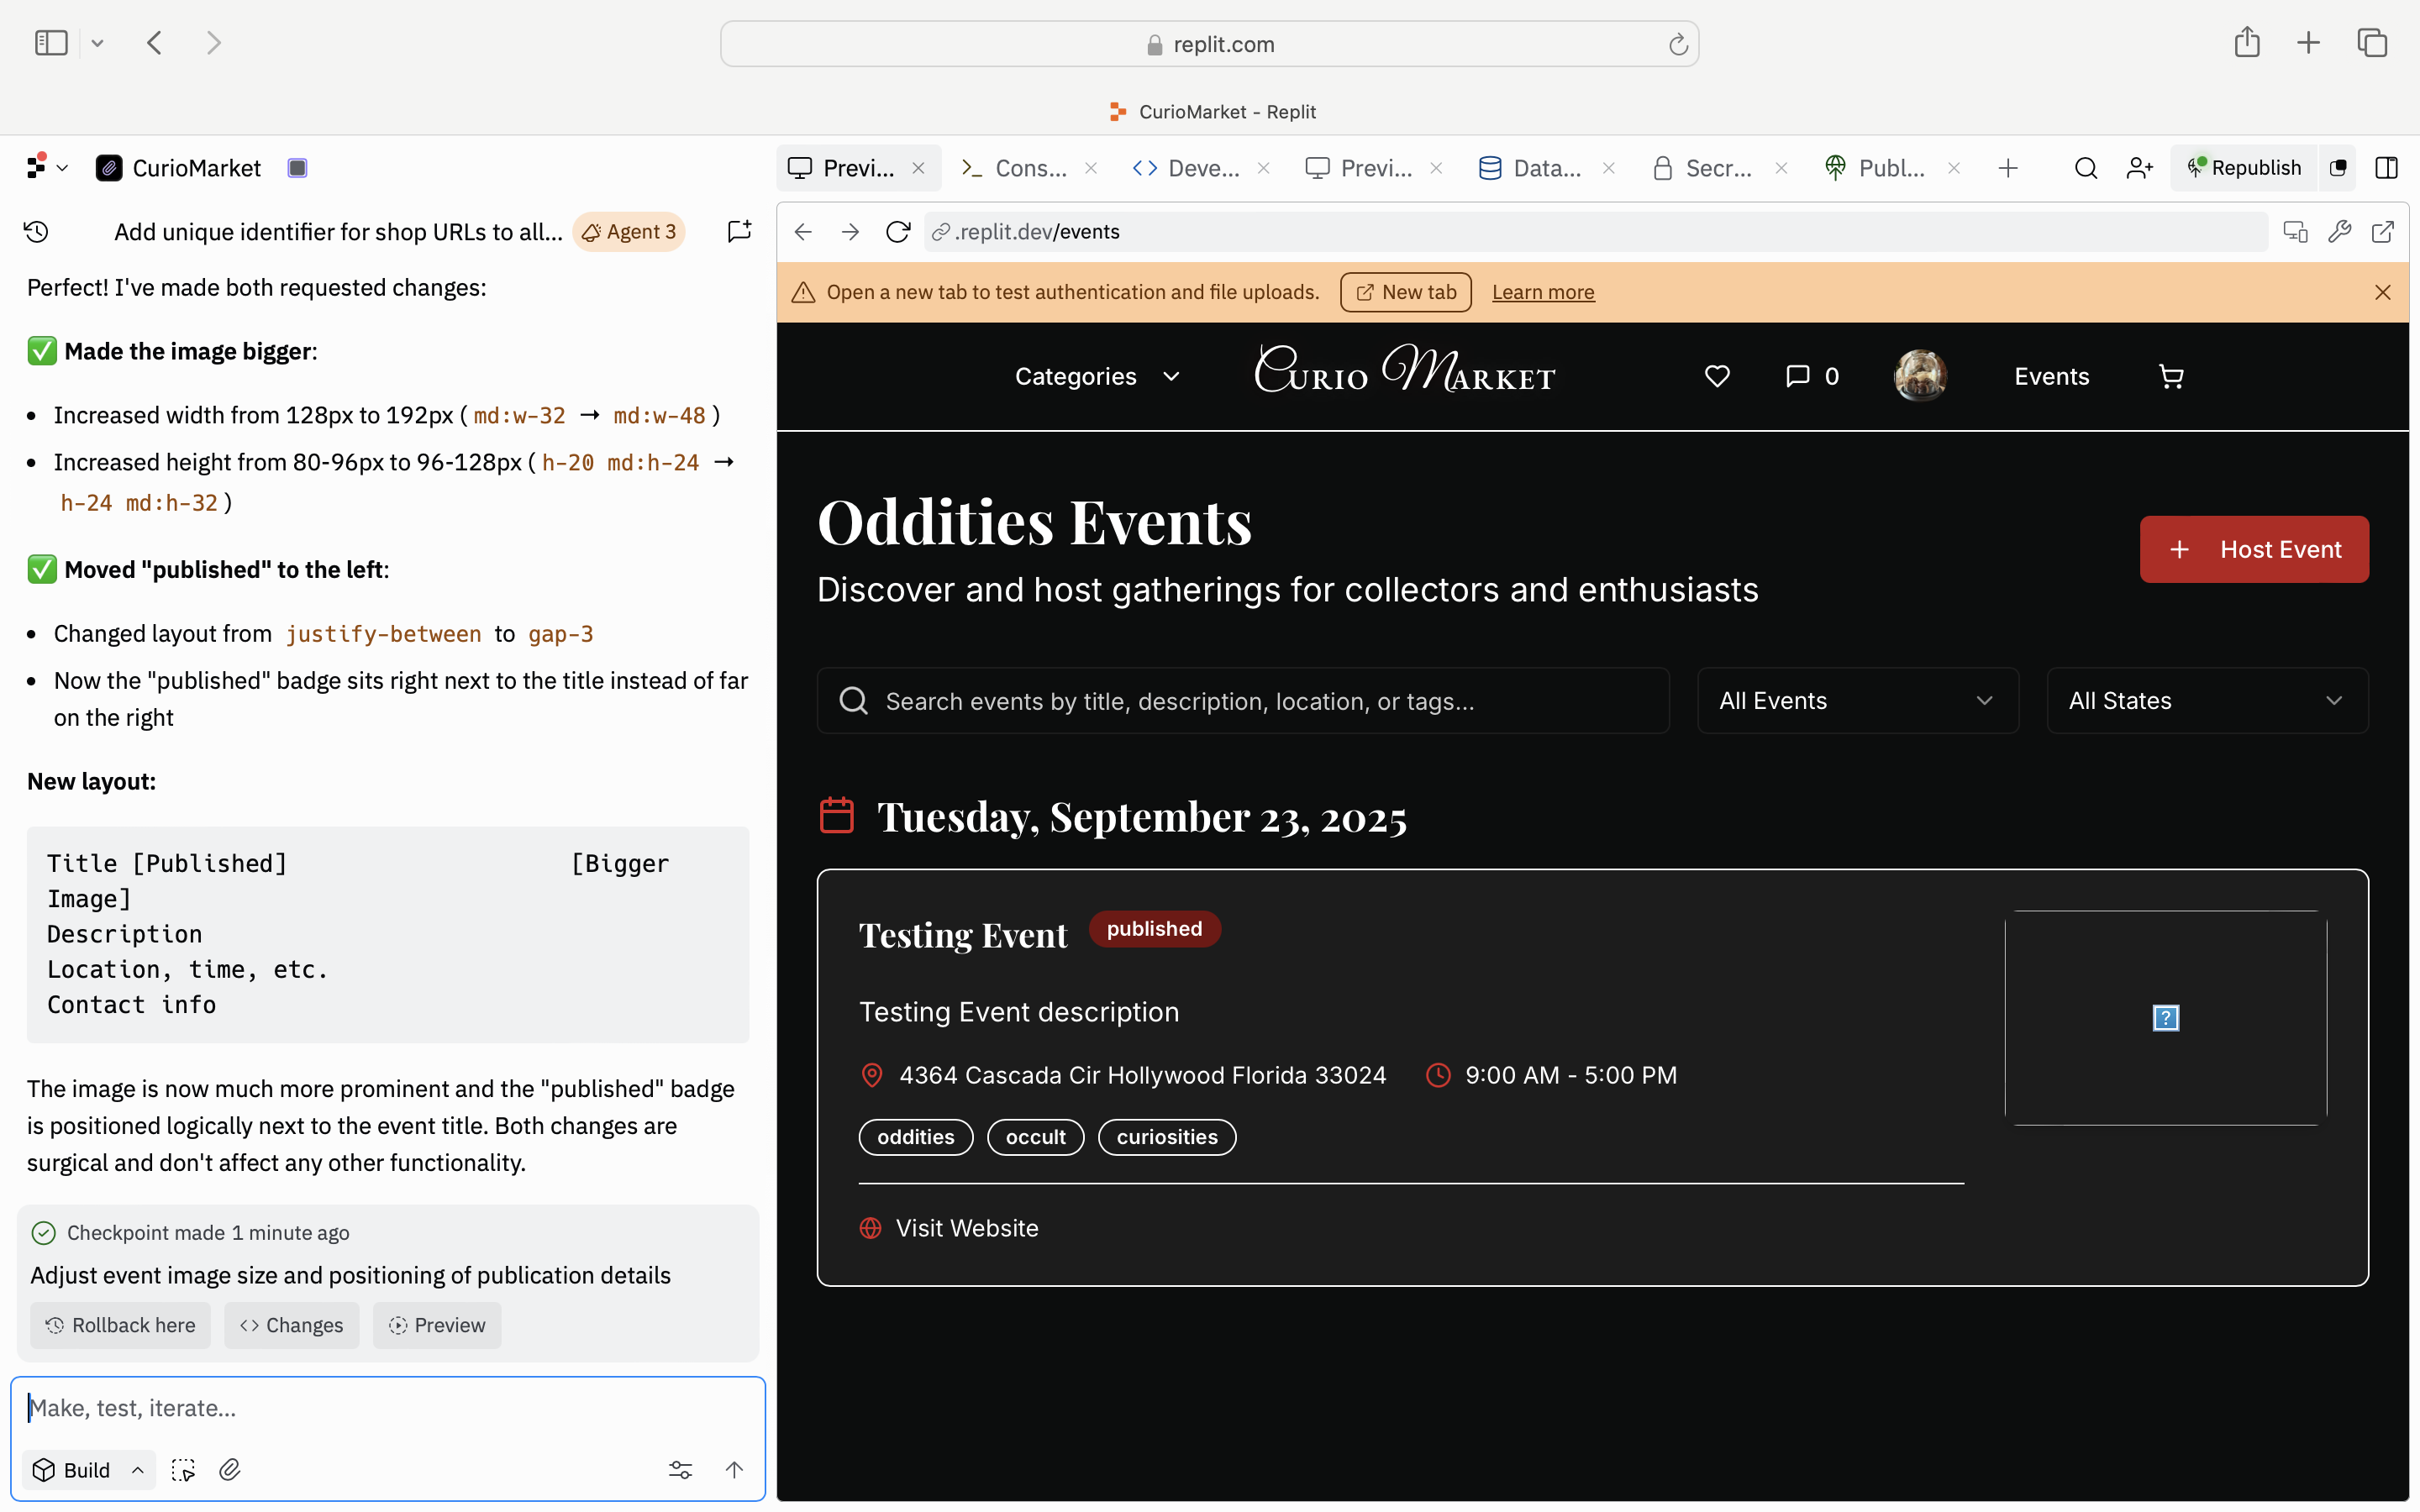 replit.com
CurioMarket - Replit
CurioMarket
Previ...
Cons...
Deve...
Previ...
Data...
Secr...
Publ...
Republish
Add unique identifier for shop URLs to all...
Agent 3
.replit.dev/events
Perfect! I've made both requested changes:
Made the image bigger:
• Increased width from 128px to 192px ( md:w-32 → md:w-48 )
• Increased height from 80-96px to 96-128px ( h-20 md:h-24 →
h-24 md:h-32 )
Moved "published" to the left:
• Changed layout from justify-between to gap-3
• Now the "published" badge sits right next to the title instead of far
on the right
New layout:
Title [Published] [Bigger
Image]
Description
Location, time, etc.
Contact info
The image is now much more prominent and the "published" badge
is positioned logically next to the event title. Both changes are
surgical and don't affect any other functionality.
Checkpoint made 1 minute ago
Adjust event image size and positioning of publication details
Rollback here
Changes
Preview
Make, test, iterate...
Build
Open a new tab to test authentication and file uploads.
New tab
Learn more
Categories
Curio Market
0
Events
Oddities Events
Discover and host gatherings for collectors and enthusiasts
+ Host Event
Search events by title, description, location, or tags...
All Events
All States
Tuesday, September 23, 2025
Testing Event
published
Testing Event description
4364 Cascada Cir Hollywood Florida 33024
9:00 AM - 5:00 PM
oddities
occult
curiosities
?
Visit Website